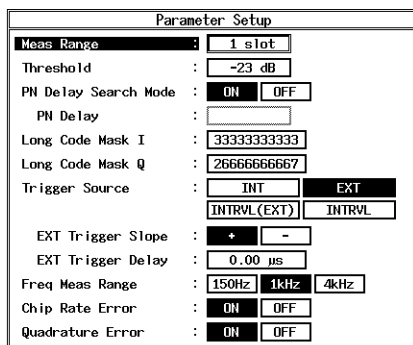 Parameter Setup
Meas Range : 1 slot
Threshold : -23 dB
PN Delay Search Mode : ON OFF
PN Delay :
Long Code Mask I : 33333333333
Long Code Mask Q : 26666666667
Trigger Source : INT EXT
INTRVL(EXT) INTRVL
EXT Trigger Slope : + -
EXT Trigger Delay : 0.00 µs
Freq Meas Range : 150Hz 1kHz 4kHz
Chip Rate Error : ON OFF
Quadrature Error : ON OFF